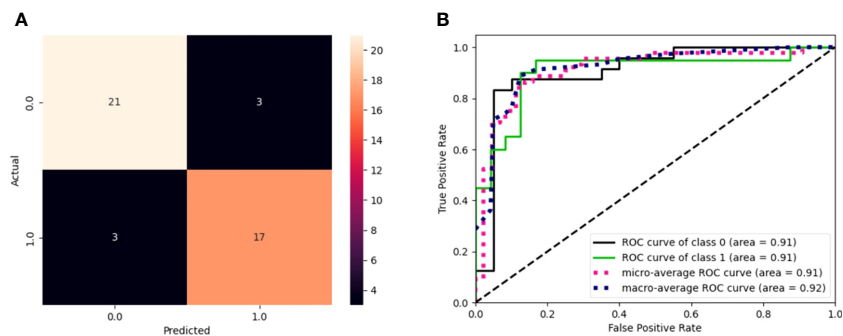 A
B
0.0
1.0
Actual
21
3
3
17
0.0
1.0
Predicted
20
18
16
14
12
10
8
6
4
1.0
0.8
0.6
0.4
0.2
0.0
True Positive Rate
ROC curve of class 0 (area = 0.91)
ROC curve of class 1 (area = 0.91)
micro-average ROC curve (area = 0.91)
macro-average ROC curve (area = 0.92)
0.0
0.2
0.4
0.6
0.8
1.0
False Positive Rate